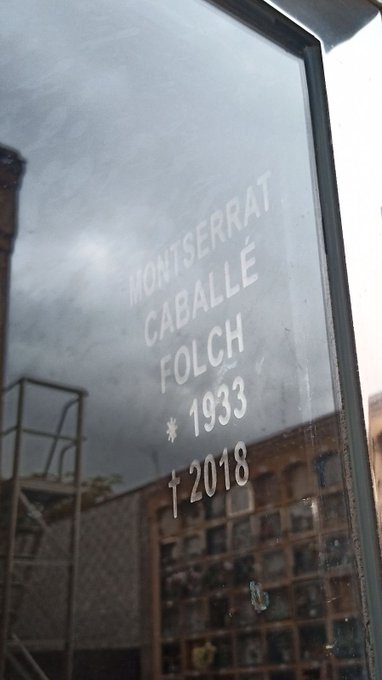 MONTSERRAT
CABALLÉ
FOLCH
* 1933
† 2018